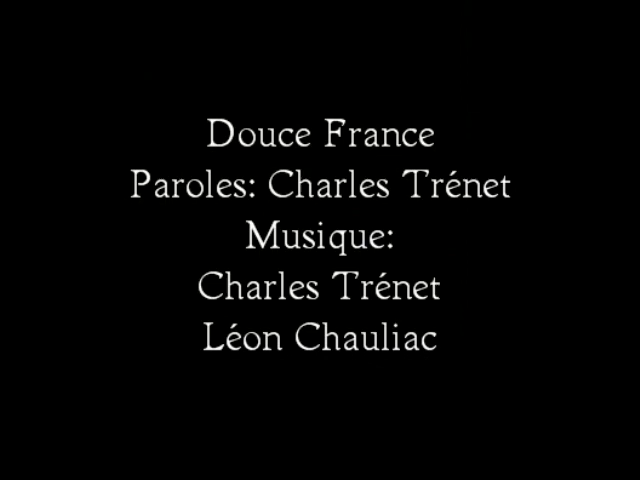 Douce France
Paroles: Charles Trénet
Musique:
Charles Trénet
Léon Chauliac